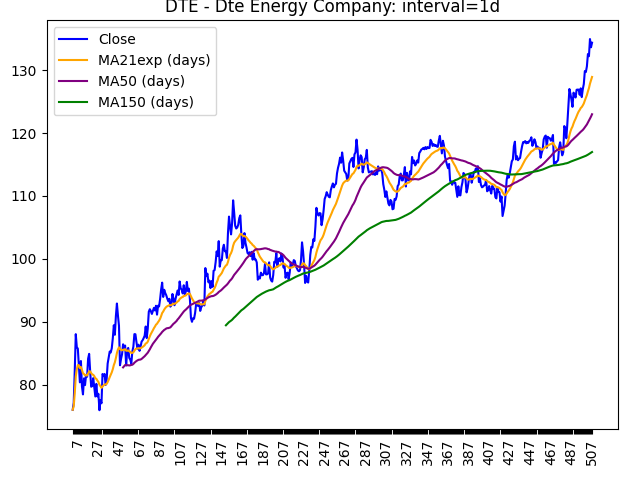 DTE - Dte Energy Company: interval=1d
Close
MA21exp (days)
MA50 (days)
MA150 (days)
130
120
110
100
90
80
7 27 47 67 87 107 127 147 167 187 207 227 247 267 287 307 327 347 367 387 407 427 447 467 487 507